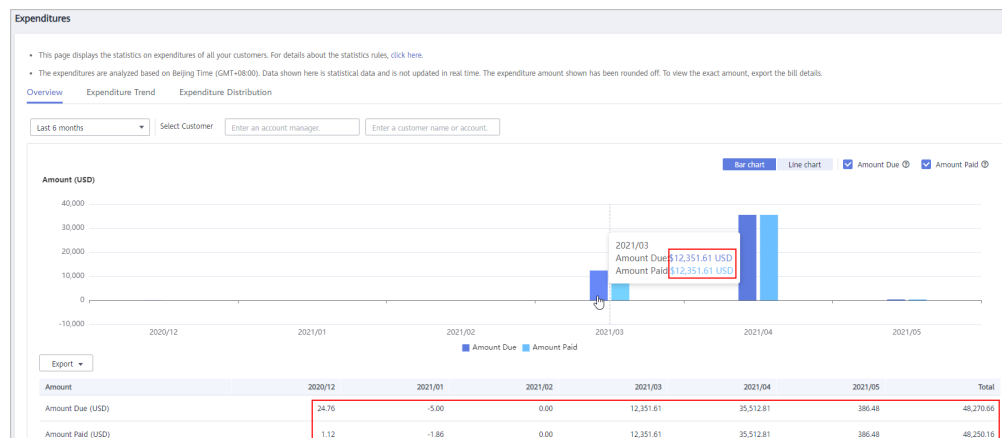 Expenditures
• This page displays the statistics on expenditures of all your customers. For details about the statistics rules, click here.
• The expenditures are analyzed based on Beijing Time (GMT+08:00). Data shown here is statistical data and is not updated in real time. The expenditure amount shown has been rounded off. To view the exact amount, export the bill details.
Overview Expenditure Trend Expenditure Distribution
Last 6 months Select Customer Enter an account manager. Enter a customer name or account.
Bar chart Line chart Amount Due Amount Paid
Amount (USD)
40,000
30,000
20,000
10,000
0
-10,000
2021/03
Amount Due:$12,351.61 USD
Amount Paid:$12,351.61 USD
2020/12 2021/01 2021/02 2021/03 2021/04 2021/05
Amount Due Amount Paid
Export
Amount 2020/12 2021/01 2021/02 2021/03 2021/04 2021/05 Total
Amount Due (USD) 24.76 -5.00 0.00 12,351.61 35,512.81 386.48 48,270.66
Amount Paid (USD) 1.12 -1.86 0.00 12,351.61 35,512.81 386.48 48,250.16